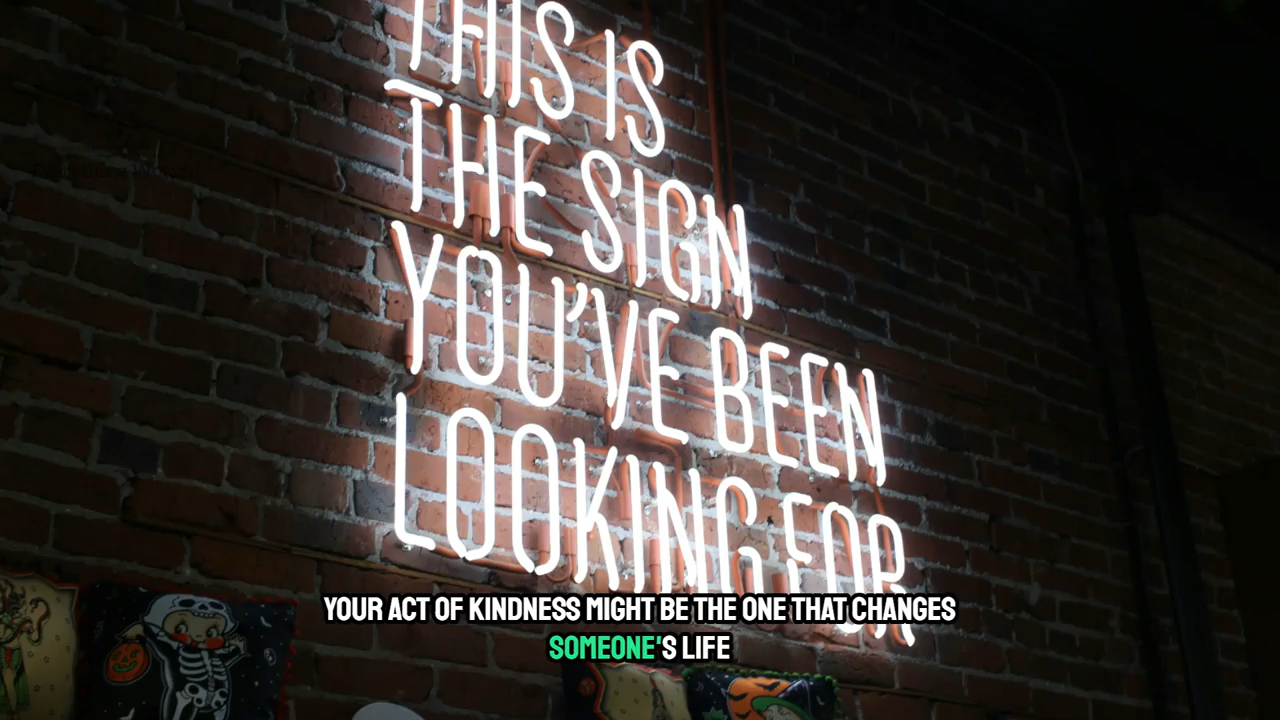 THIS IS
THE SIGN
YOU'VE BEEN
LOOKING FOR
YOUR ACT OF KINDNESS MIGHT BE THE ONE THAT CHANGES
SOMEONE'S LIFE